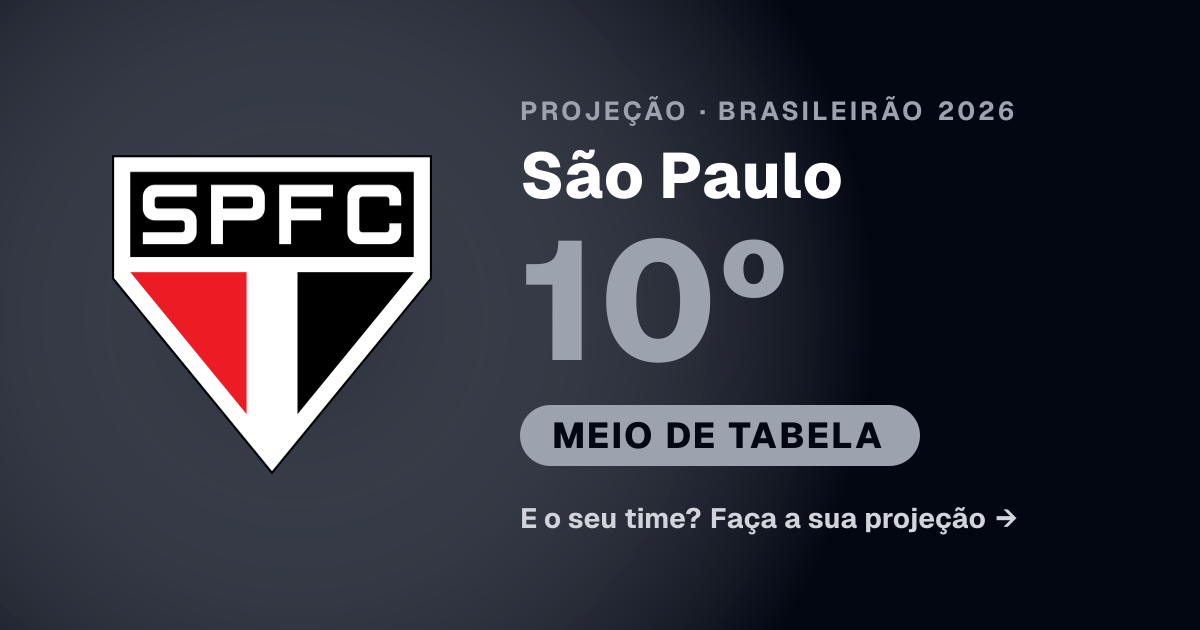 SPFC
PROJEÇÃO · BRASILEIRÃO 2026
São Paulo
10º
MEIO DE TABELA
E o seu time? Faça a sua projeção →